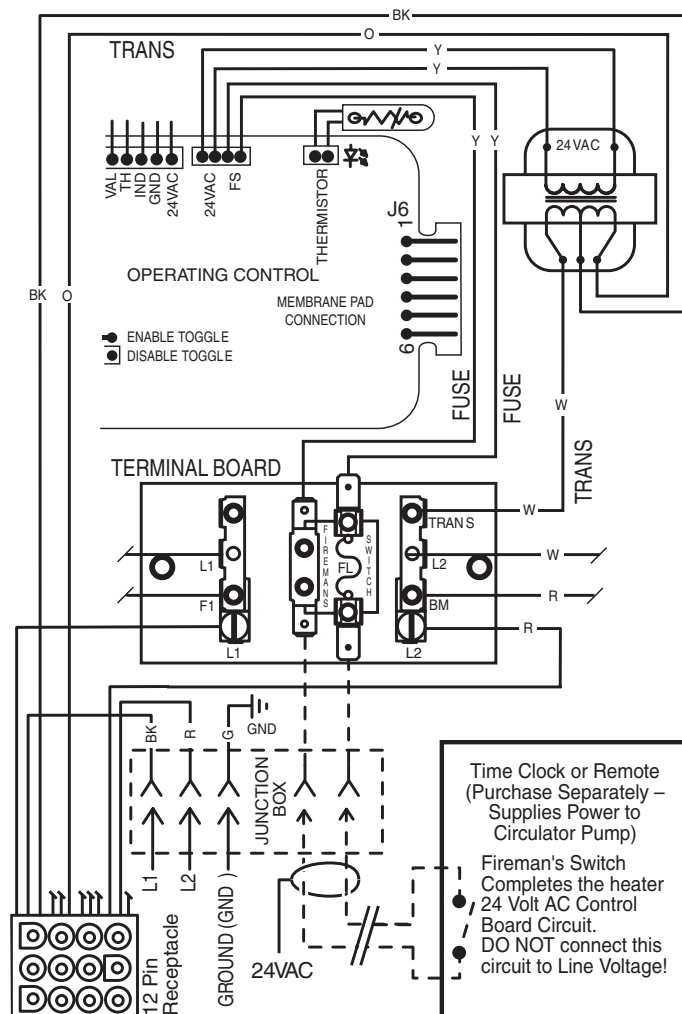 BK
O
TRANS
Y
Y
Y Y
24VAC
VAL
TH
IND
GND
24VAC
24VAC
FS
THERMISTOR
J6
1
OPERATING CONTROL
MEMBRANE PAD
CONNECTION
BK O
ENABLE TOGGLE
DISABLE TOGGLE
6
FUSE
FUSE
W
TRANS
TERMINAL BOARD
W
TRANS
FIREMANS
SWITCH
FL
L1
L2
W
F1
BM
R
L1
L2
R
BK
R
G
GND
JUNCTION
BOX
L1
L2
GROUND (GND )
24VAC
12 Pin
Receptacle
Time Clock or Remote
(Purchase Separately –
Supplies Power to
Circulator Pump)
Fireman's Switch
Completes the heater
24 Volt AC Control
Board Circuit.
DO NOT connect this
circuit to Line Voltage!